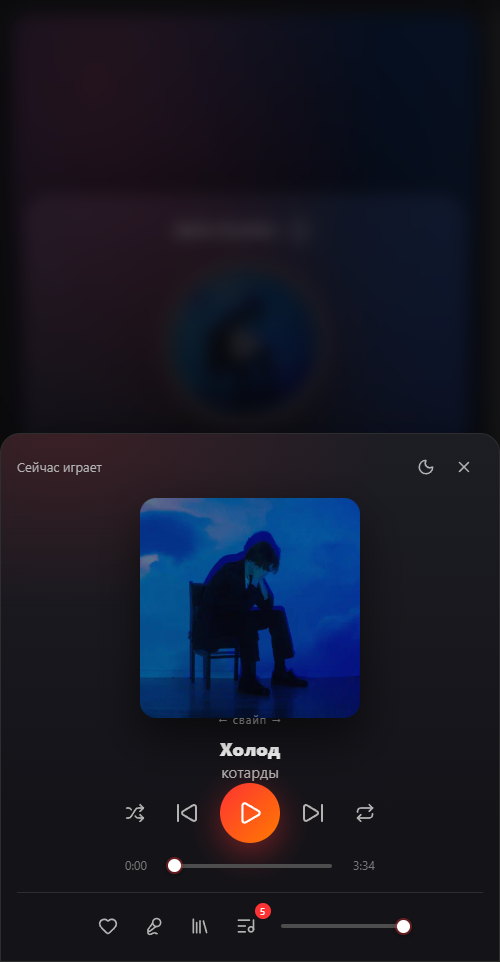 Сейчас играет
← свайп →
Холод
котарды
0:00
3:34
5